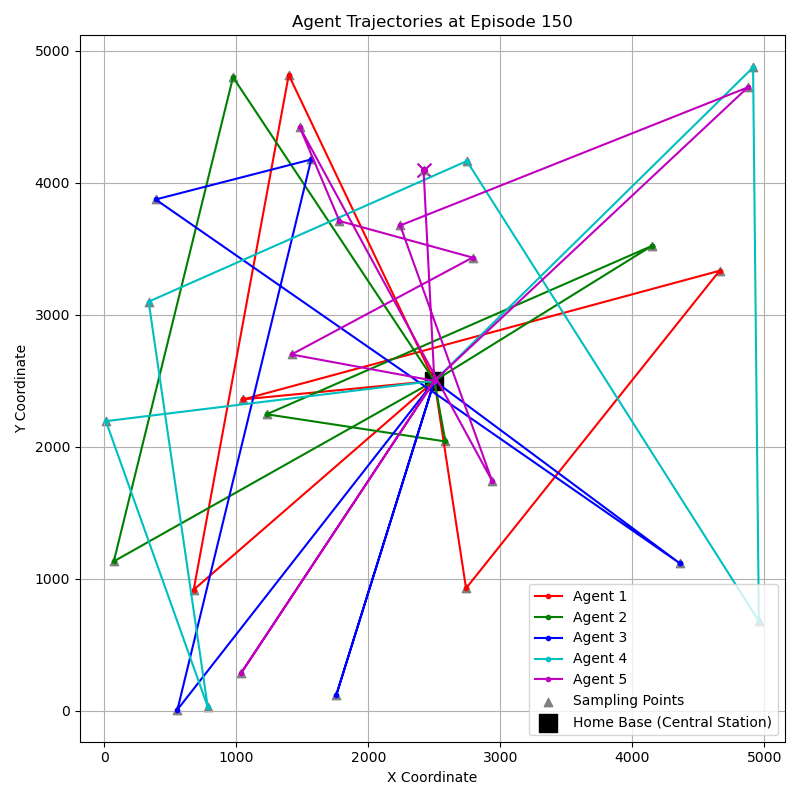 Agent Trajectories at Episode 150
5000
4000
3000
2000
1000
0
Y Coordinate
0 1000 2000 3000 4000 5000
X Coordinate
Agent 1
Agent 2
Agent 3
Agent 4
Agent 5
Sampling Points
Home Base (Central Station)